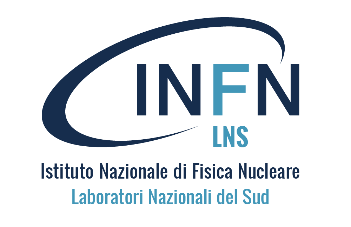 INFN
LNS
Istituto Nazionale di Fisica Nucleare
Laboratori Nazionali del Sud